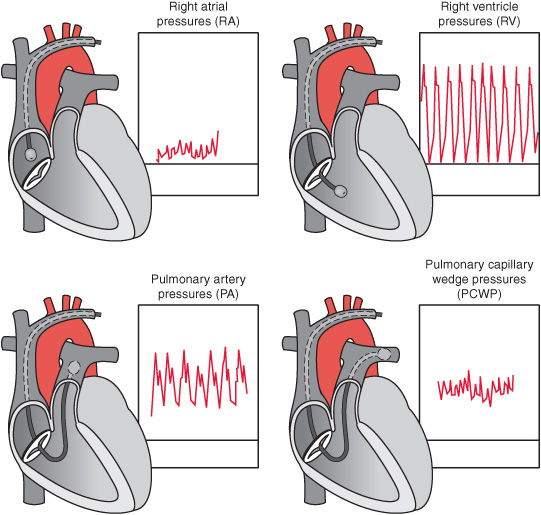 Right atrial
pressures (RA)
Right ventricle
pressures (RV)
Pulmonary artery
pressures (PA)
Pulmonary capillary
wedge pressures
(PCWP)